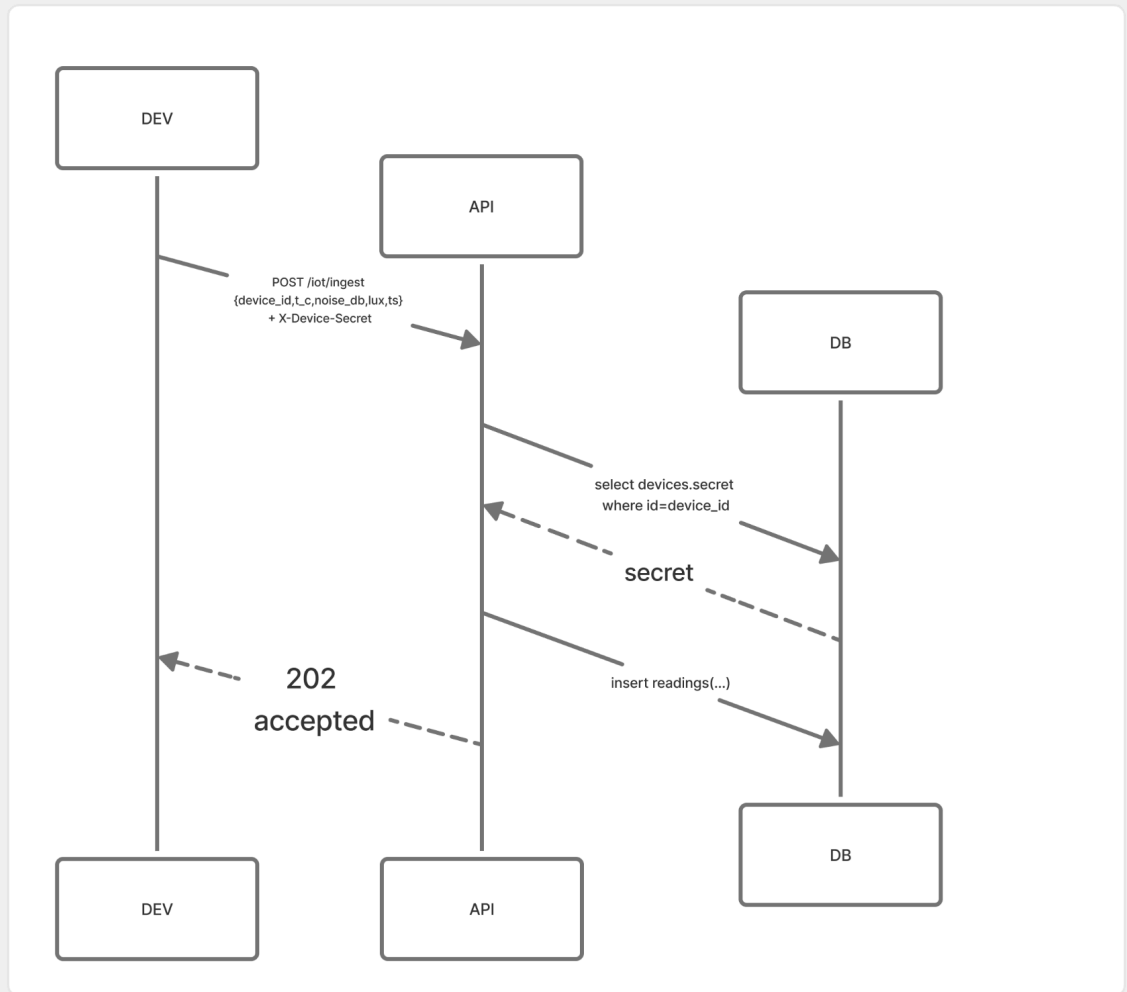 DEV
API
POST /iot/ingest
{device_id,t_c,noise_db,lux,ts}
+ X-Device-Secret
DB
select devices.secret
where id=device_id
secret
202
accepted
insert readings(...)
DB
DEV
API